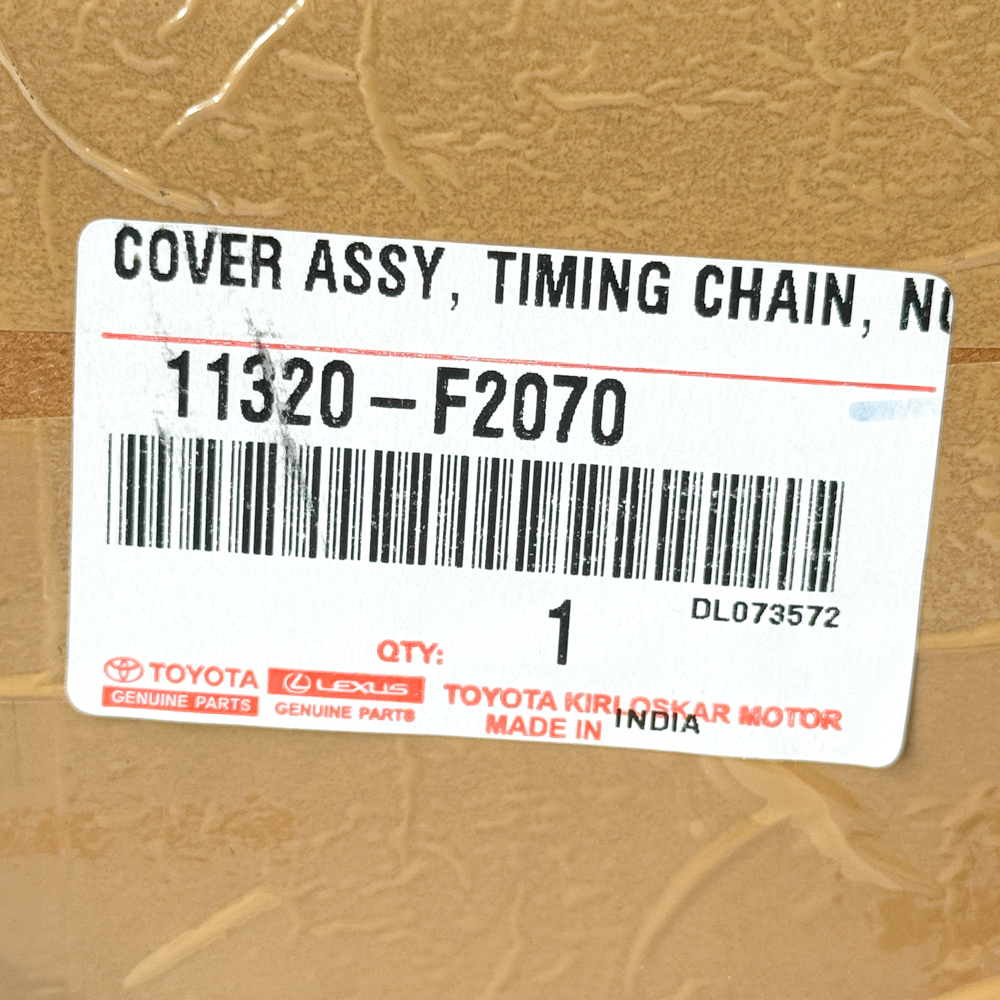 COVER ASSY, TIMING CHAIN, NO
11320-F2070
DL073572
1
QTY:
TOYOTA
GENUINE PARTS
LEXUS
GENUINE PARTS
TOYOTA KIRLOSKAR MOTOR
MADE IN INDIA